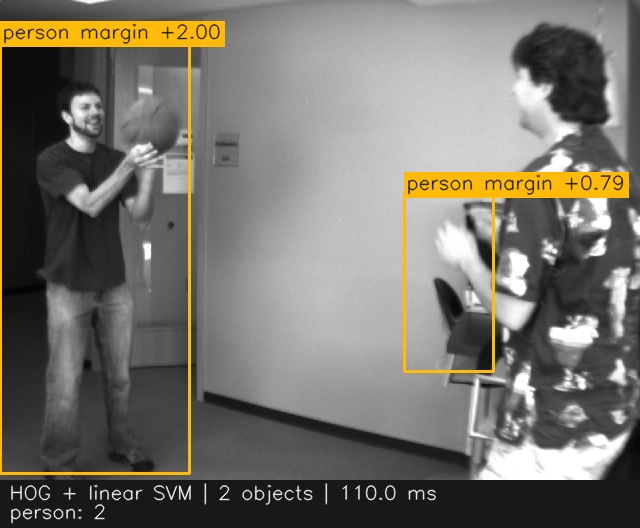 person margin +2.00
person margin +0.79
HOG + linear SVM | 2 objects | 110.0 ms
person: 2